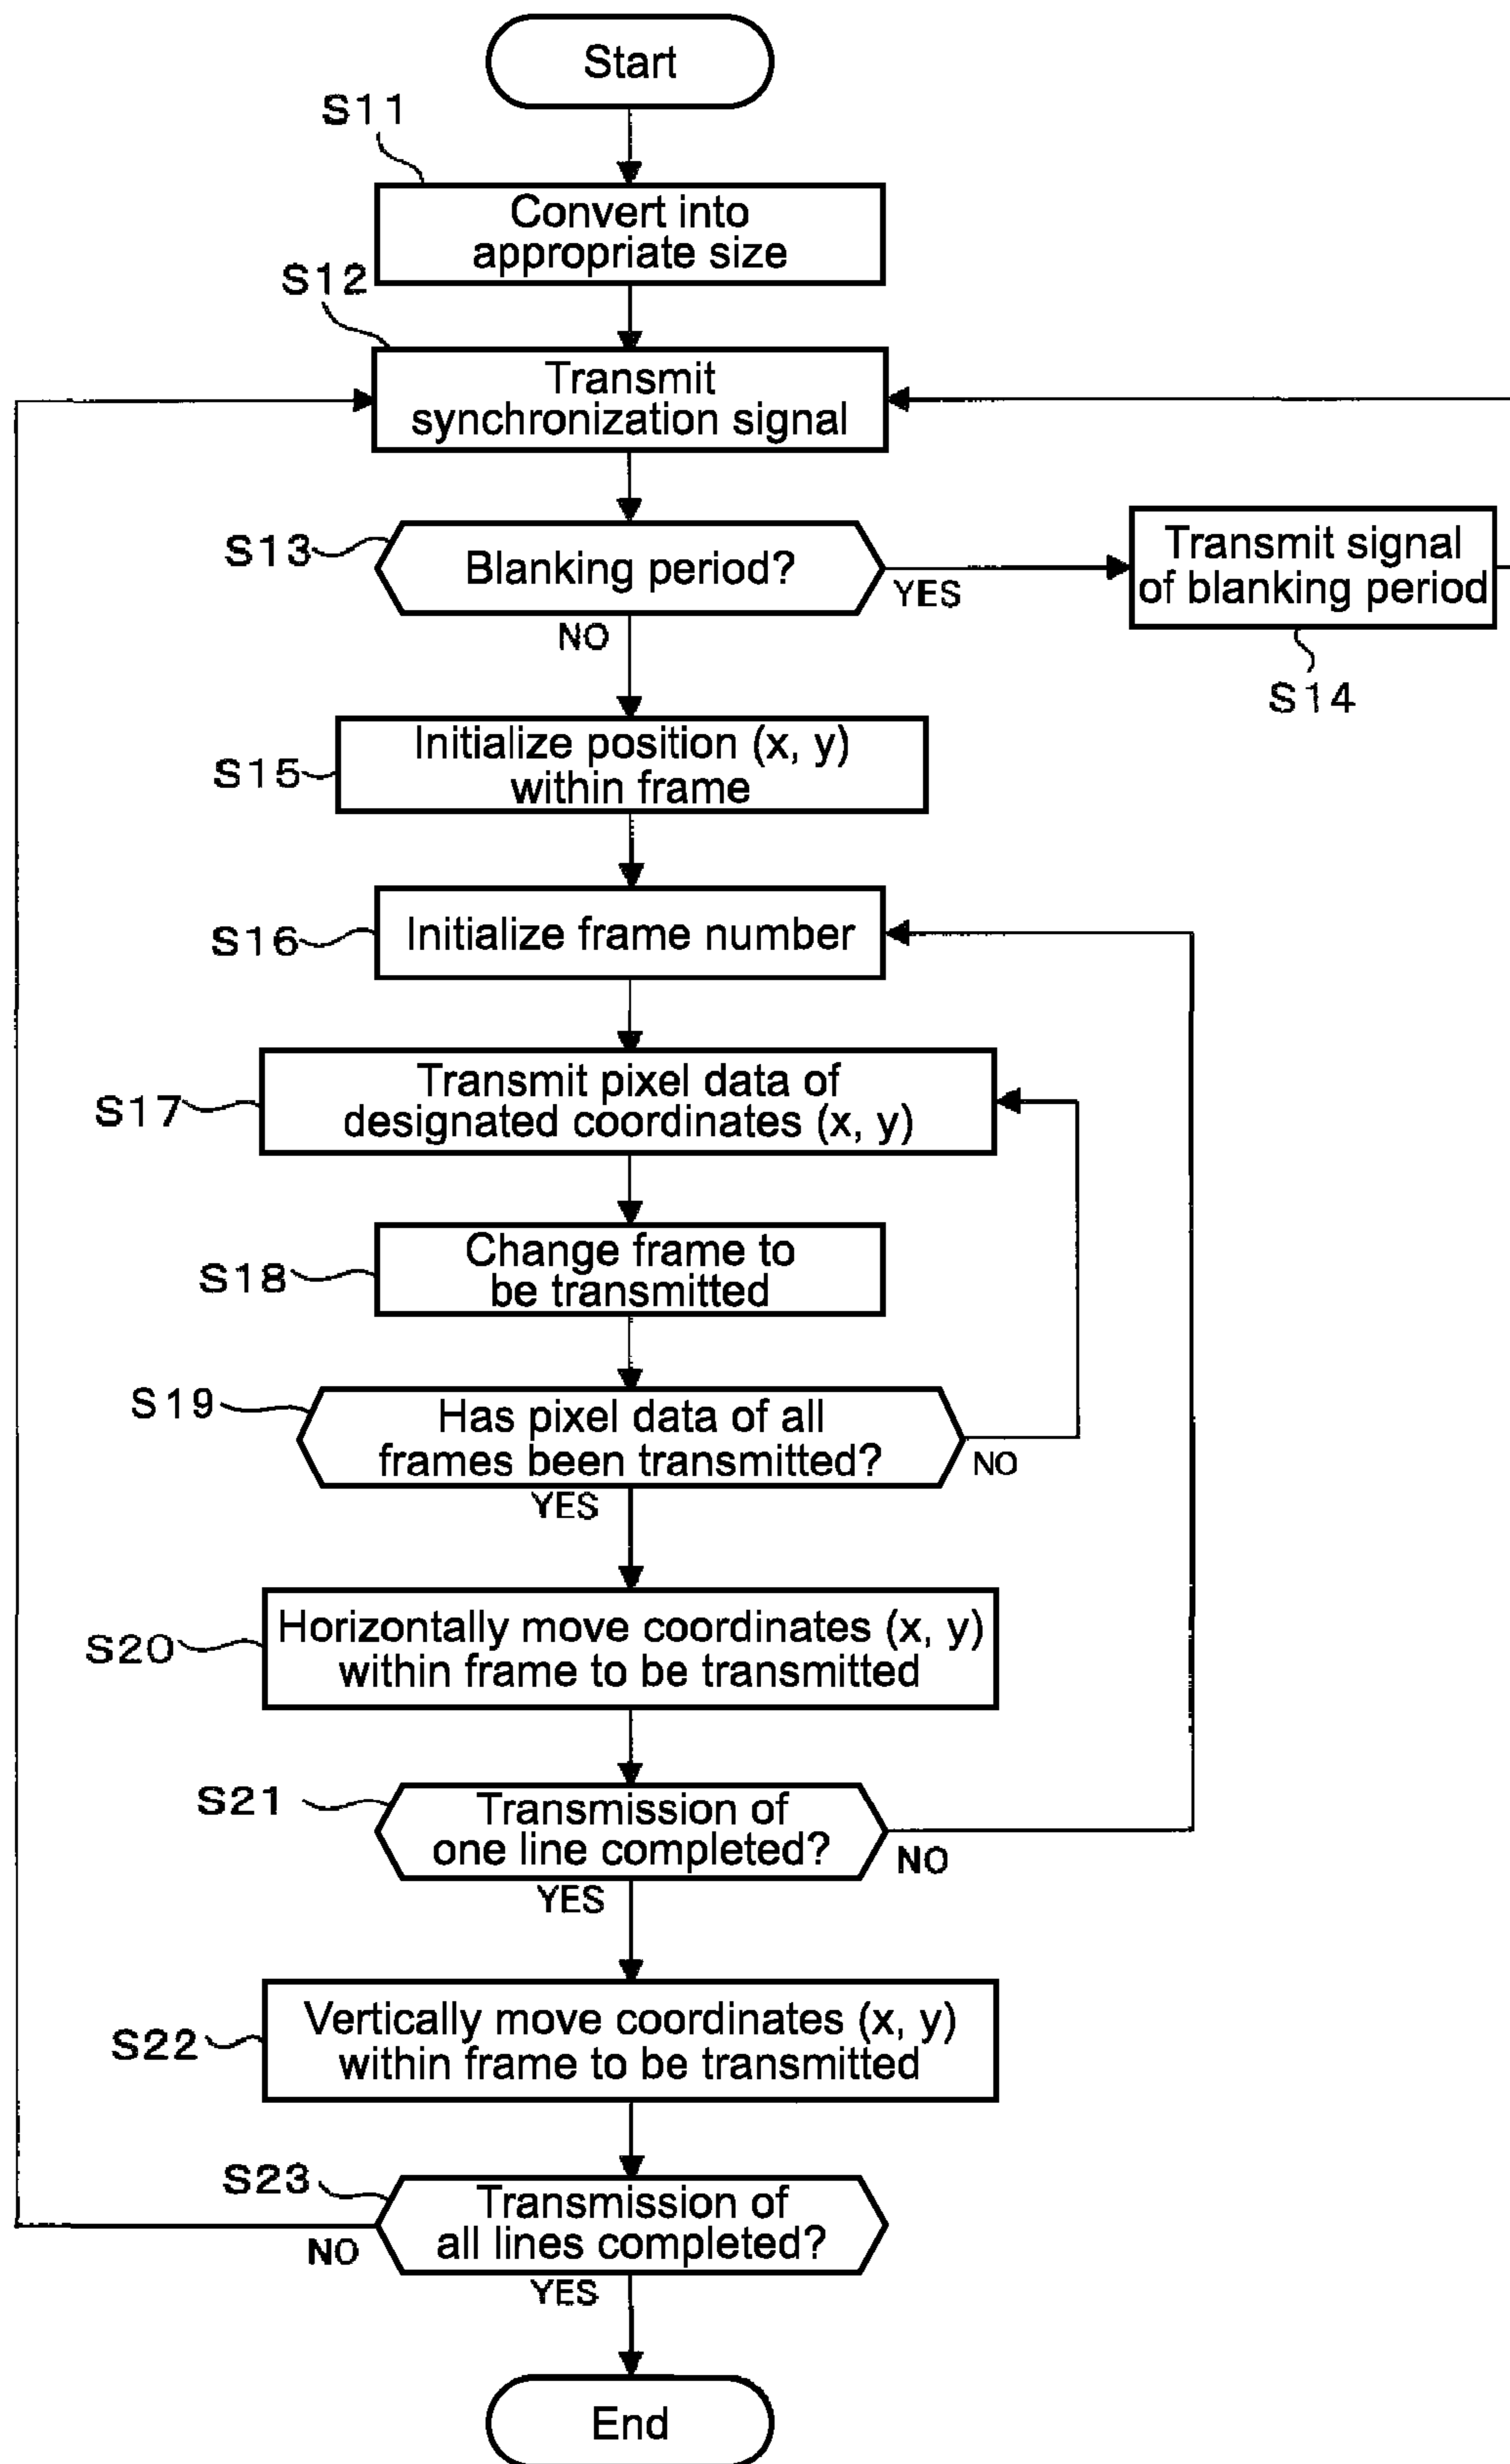 Start
S11
Convert into
appropriate size
S12
Transmit
synchronization signal
S13
Blanking period?
YES
NO
Transmit signal
of blanking period
S14
Initialize position (x, y)
within frame
S15
S16
Initialize frame number
Transmit pixel data of
designated coordinates (x, y)
S17
Change frame to
be transmitted
S18
S19
Has pixel data of all
frames been transmitted?
NO
YES
Horizontally move coordinates (x, y)
within frame to be transmitted
S20
S21
Transmission of
one line completed?
NO
YES
Vertically move coordinates (x, y)
within frame to be transmitted
S22
S23
Transmission of
all lines completed?
NO
YES
End